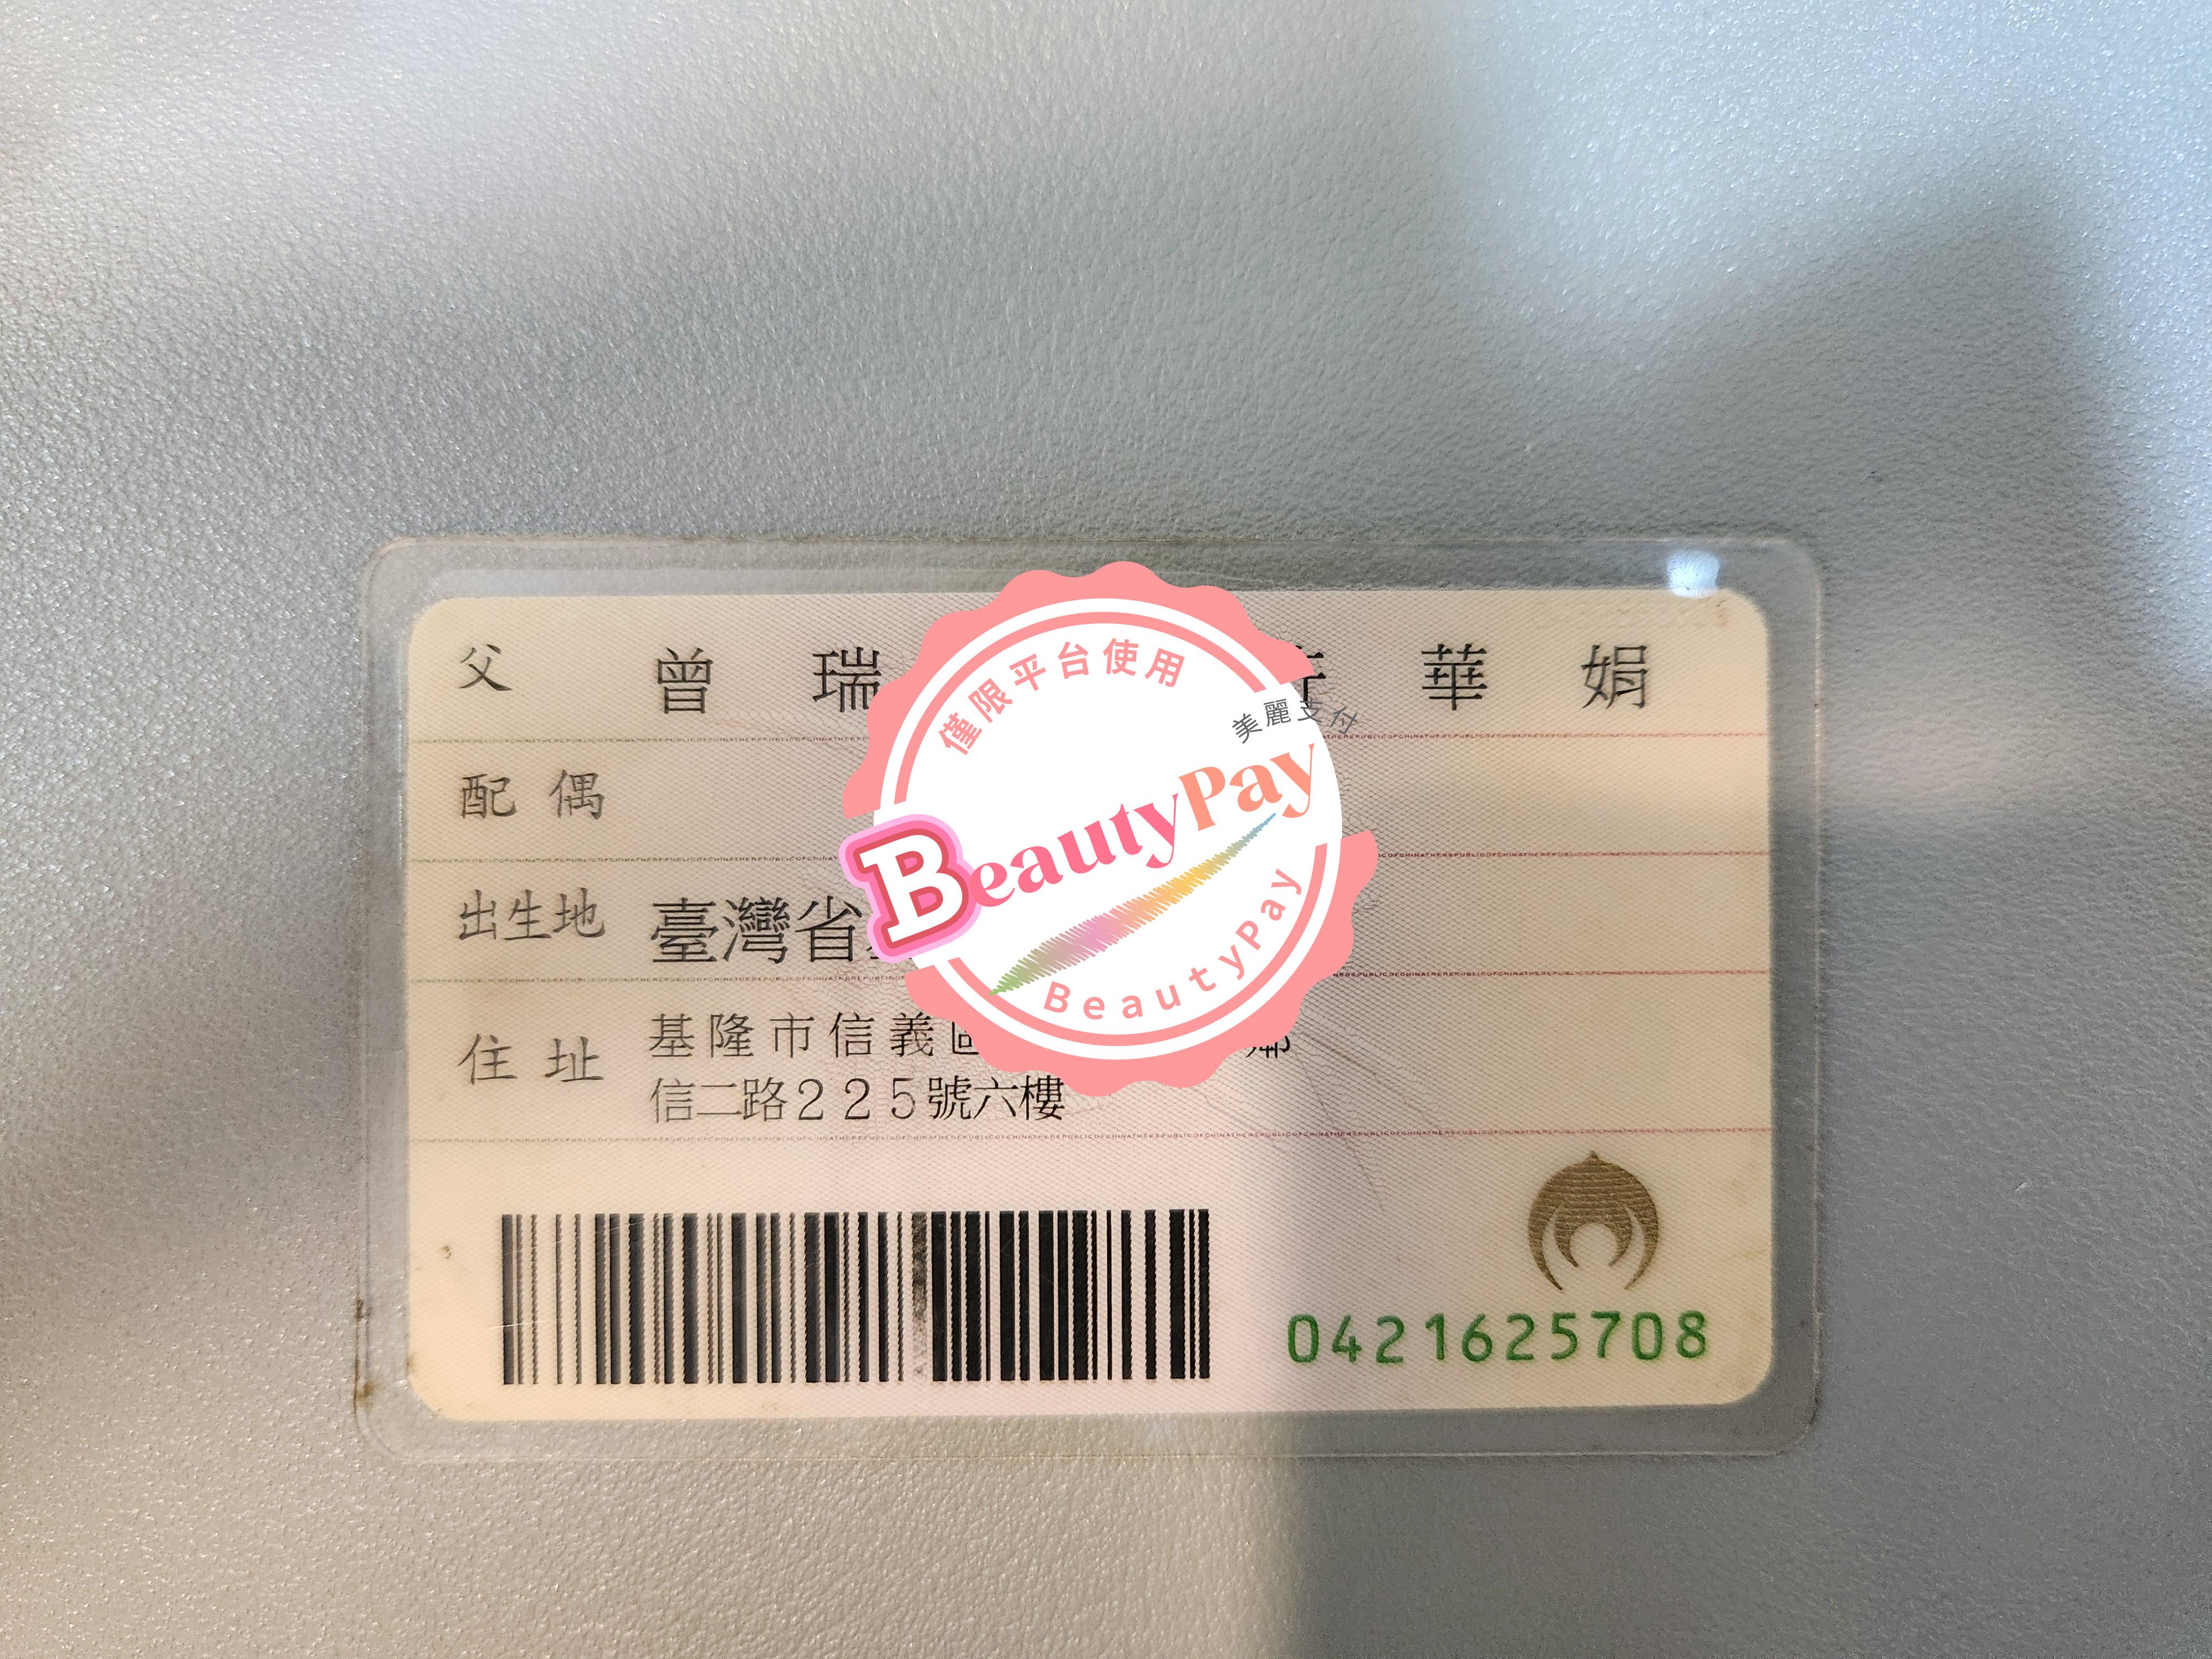 父 曾 瑞 華 娟
配偶
出生地 臺灣省
住址 基隆市信義區 鄰
信二路225號六樓
0421625708
僅限平台使用
美麗支付
BeautyPay
BeautyPay